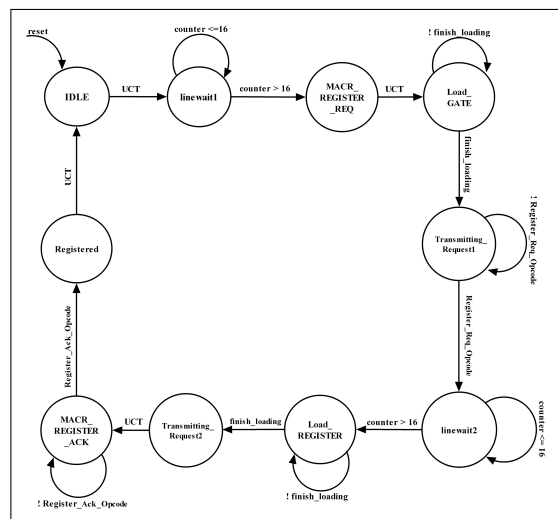 reset
counter <=16
! finish_loading
IDLE
UCT
linewait1
counter > 16
MACR_
REGISTER
_REQ
UCT
Load_
GATE
UCT
finish_loading
! Register_Req_Opcode
Registered
Transmitting_
Request1
Register_Ack_Opcode
Register_Req_Opcode
MACR_
REGISTER
_ACK
UCT
Transmitting_
Request2
finish_loading
Load_
REGISTER
counter > 16
linewait2
counter <= 16
! Register_Ack_Opcode
! finish_loading